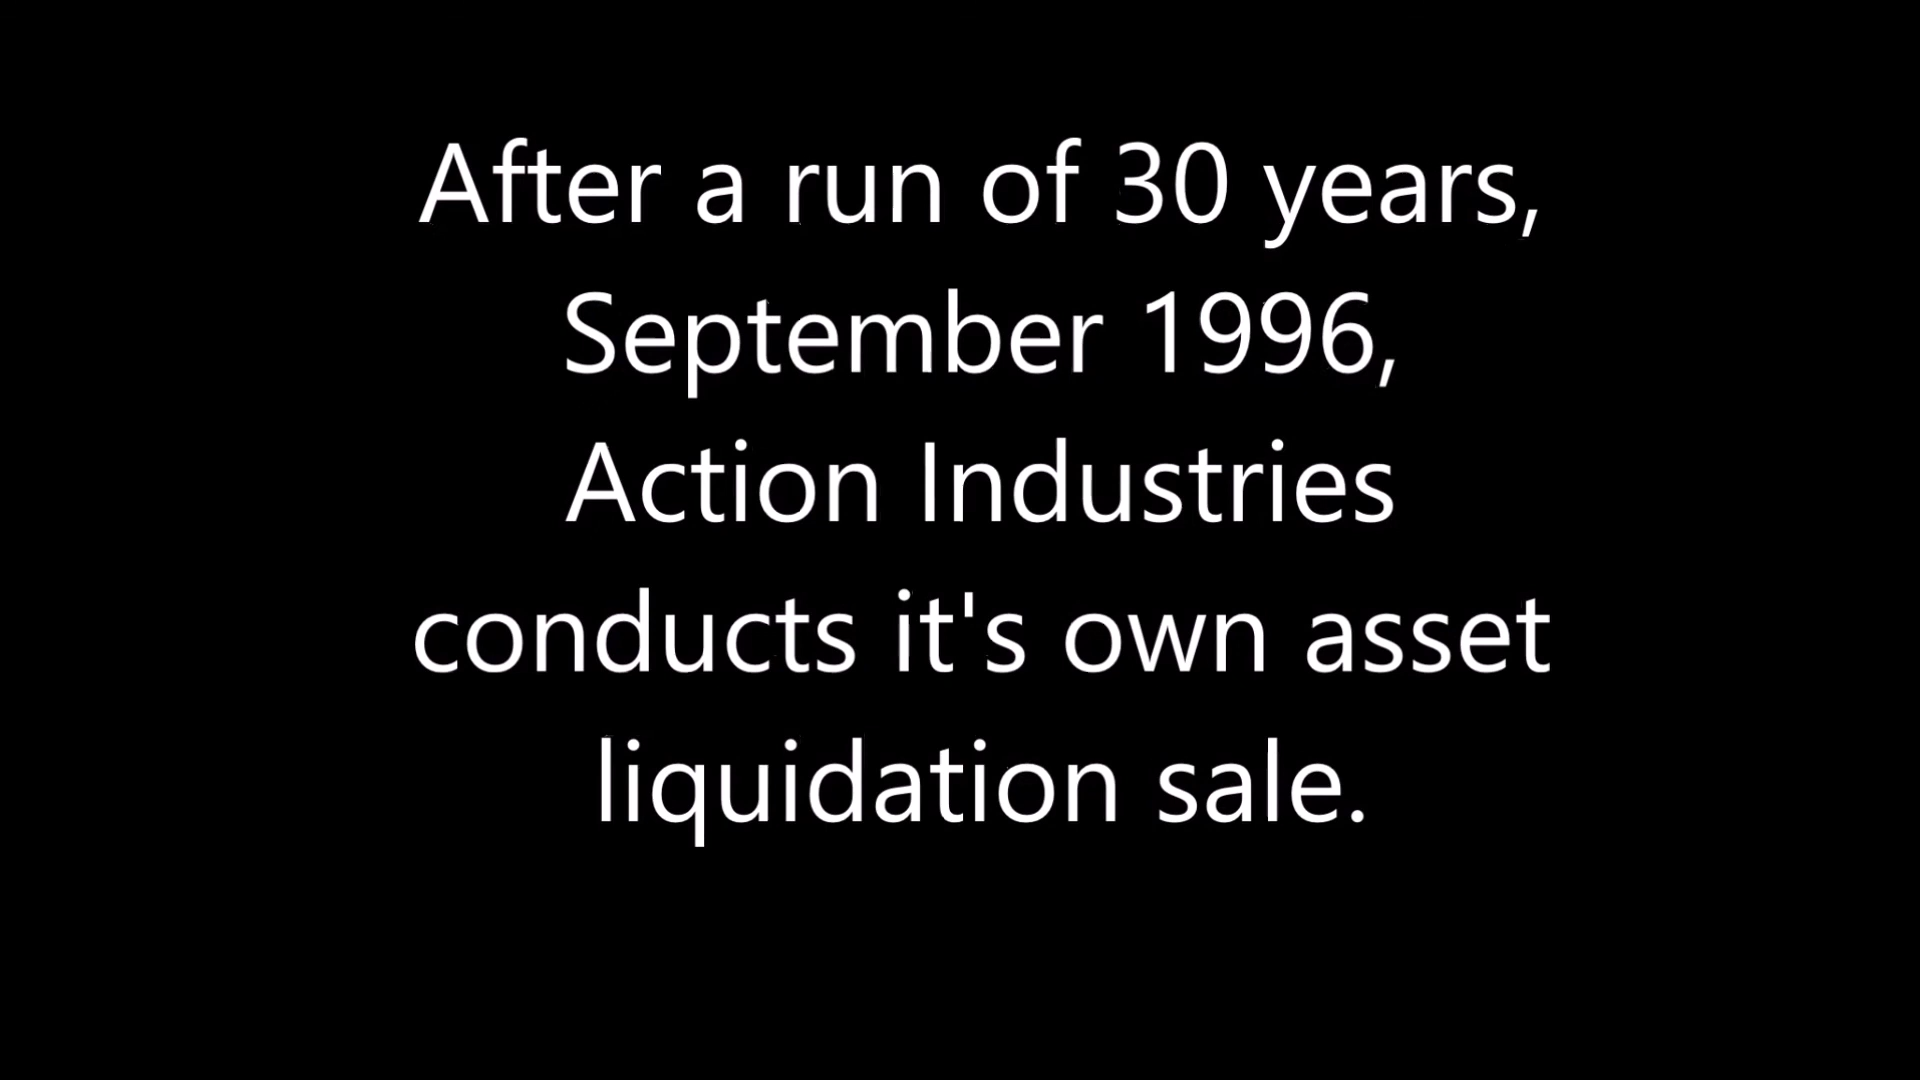 After a run of 30 years,
September 1996,
Action Industries
conducts it's own asset
liquidation sale.